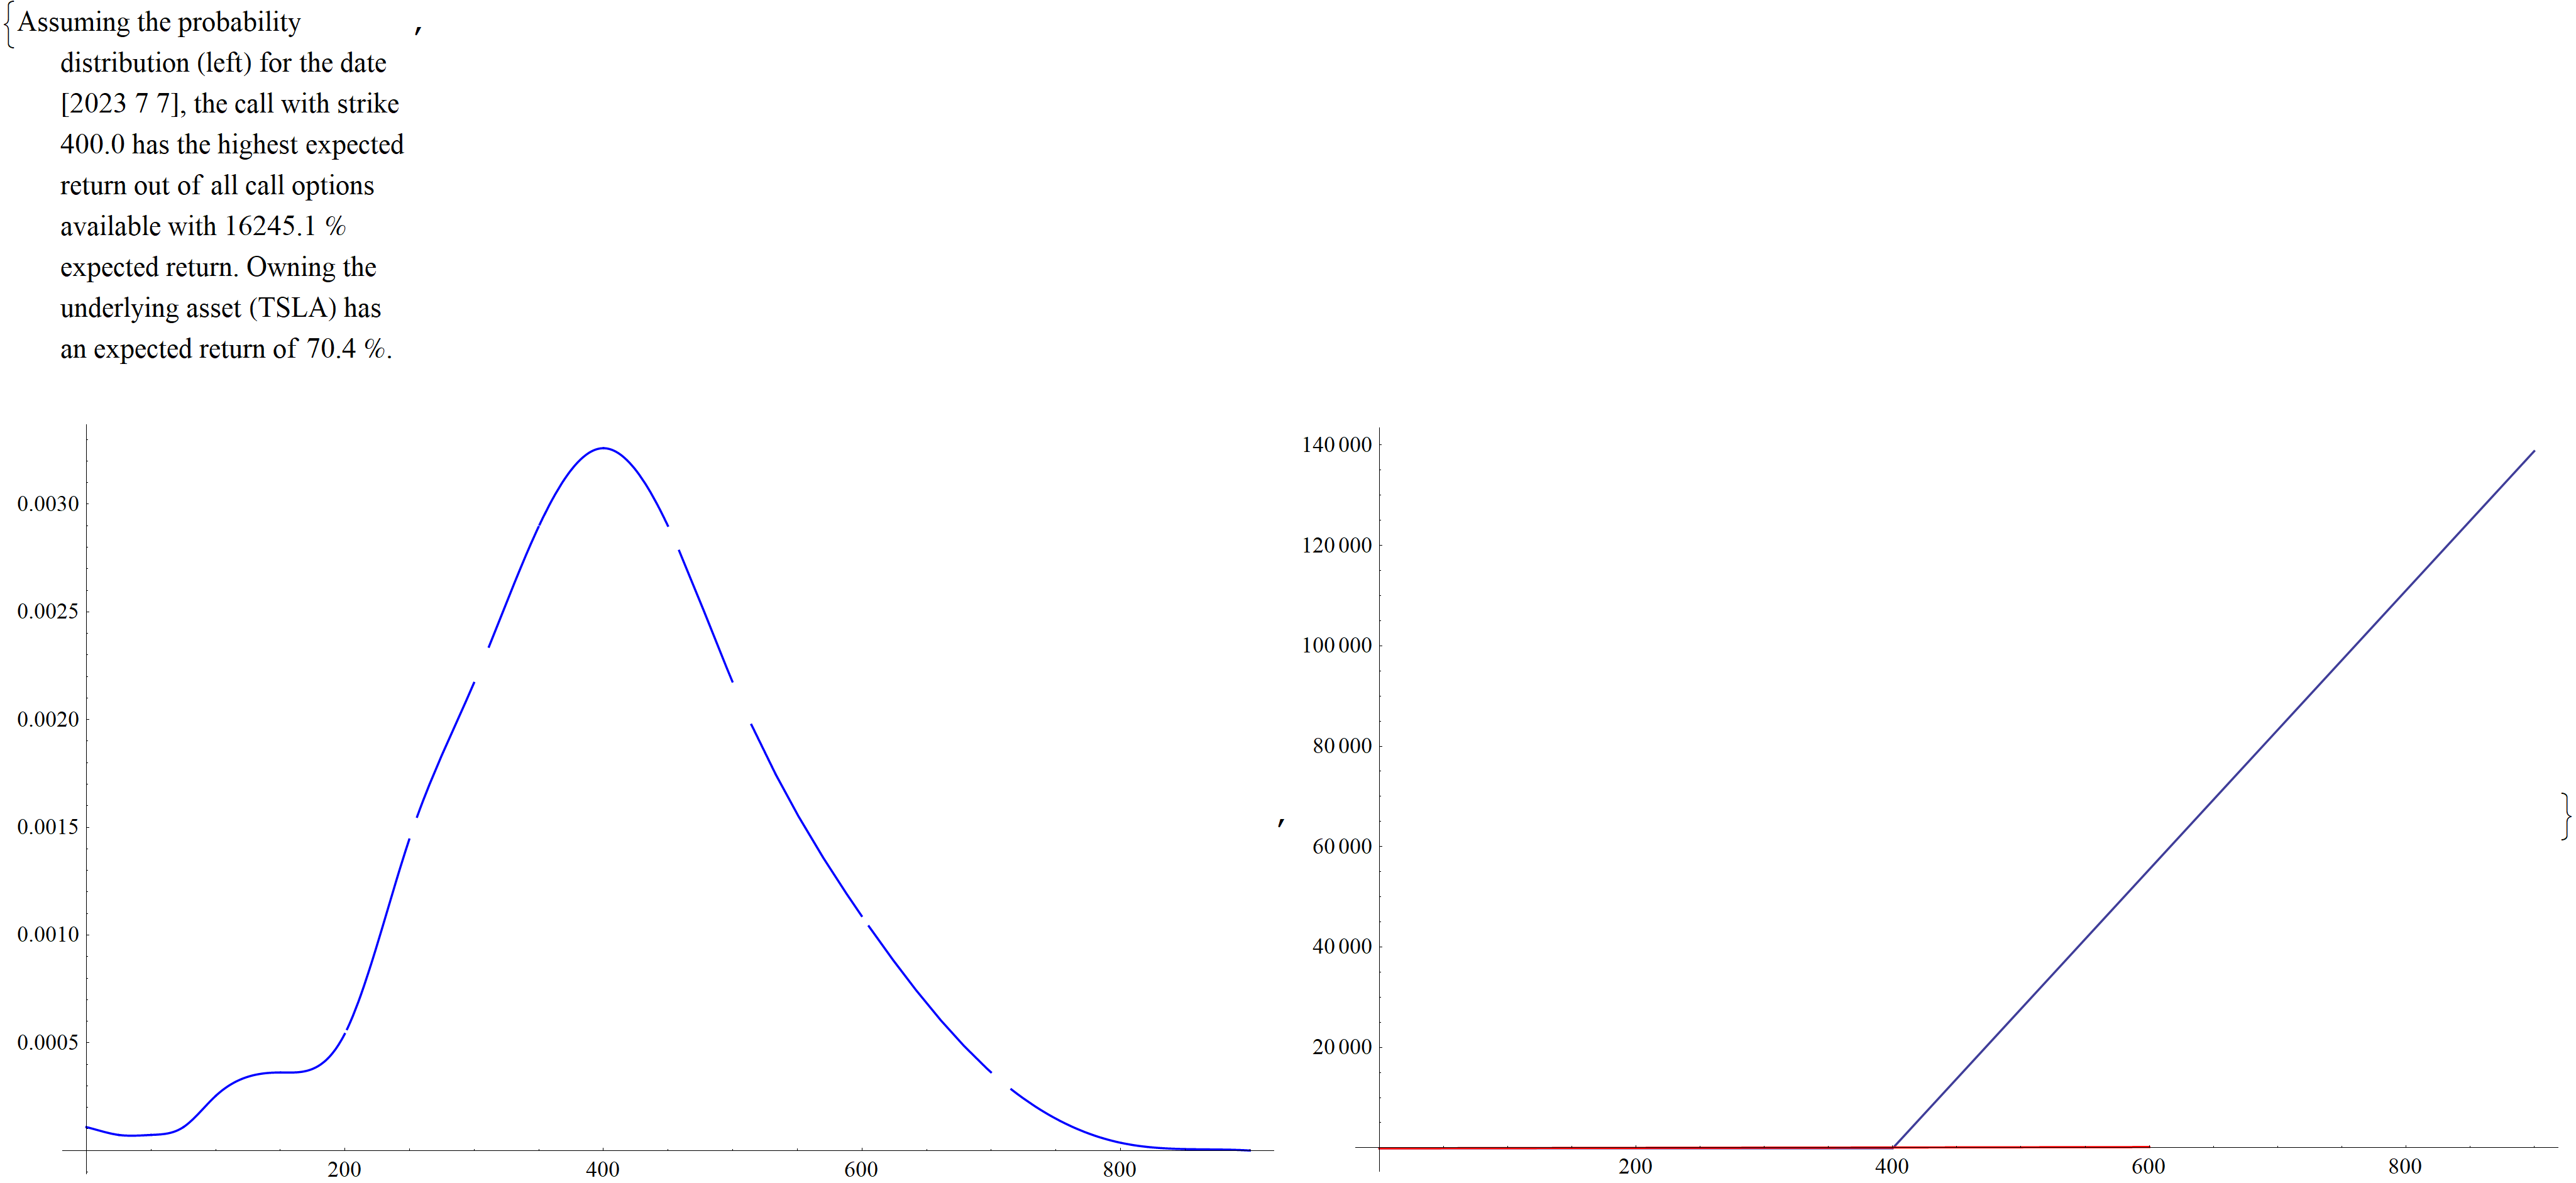 {Assuming the probability ,
distribution (left) for the date
[2023 7 7], the call with strike
400.0 has the highest expected
return out of all call options
available with 16245.1 %
expected return. Owning the
underlying asset (TSLA) has
an expected return of 70.4 %.
0.0030
0.0025
0.0020
0.0015
0.0010
0.0005
200 400 600 800
,
140 000
120 000
100 000
80 000
60 000
40 000
20 000
200 400 600 800
}